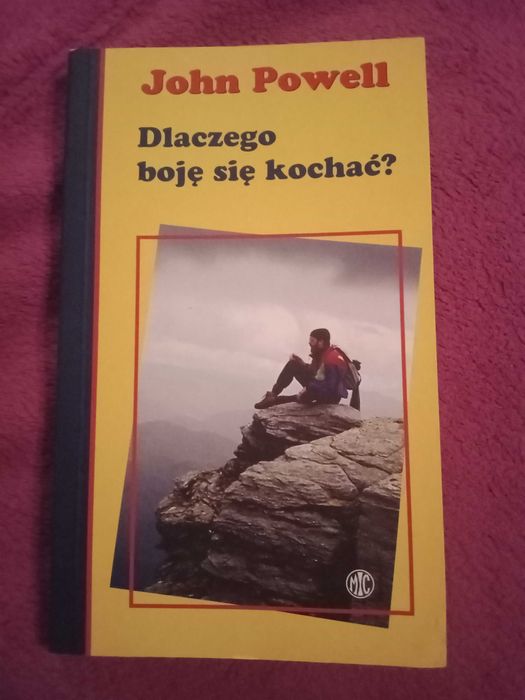 John Powell
Dlaczego
boję się kochać?
MIC